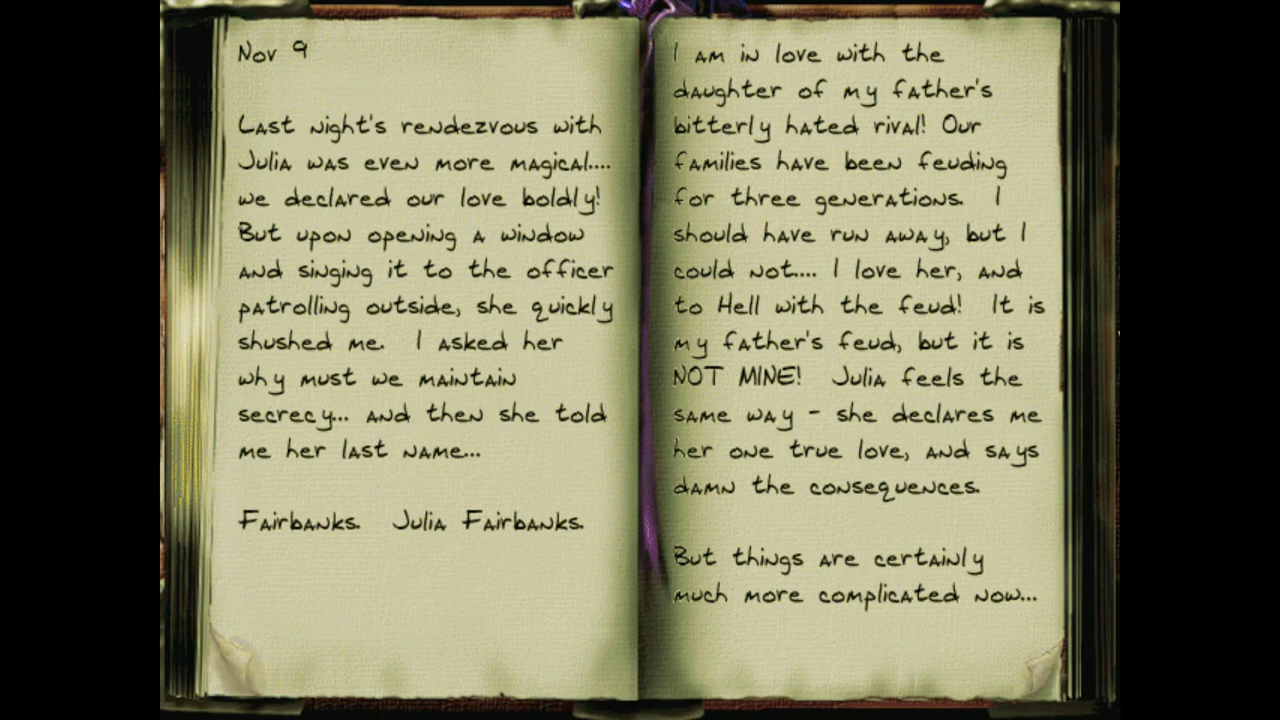 Nov 9
Last night's rendezvous with
Julia was even more magical....
we declared our love boldly!
But upon opening a window
and singing it to the officer
patrolling outside, she quickly
shushed me.  I asked her
why must we maintain
secrecy... and then she told
me her last name...
Fairbanks.  Julia Fairbanks.
I am in love with the
daughter of my father's
bitterly hated rival! Our
families have been feuding
for three generations.  I
should have run away, but I
could not.... I love her, and
to Hell with the feud!  It is
my father's feud, but it is
NOT MINE!  Julia feels the
same way - she declares me
her one true love, and says
damn the consequences.
But things are certainly
much more complicated now...